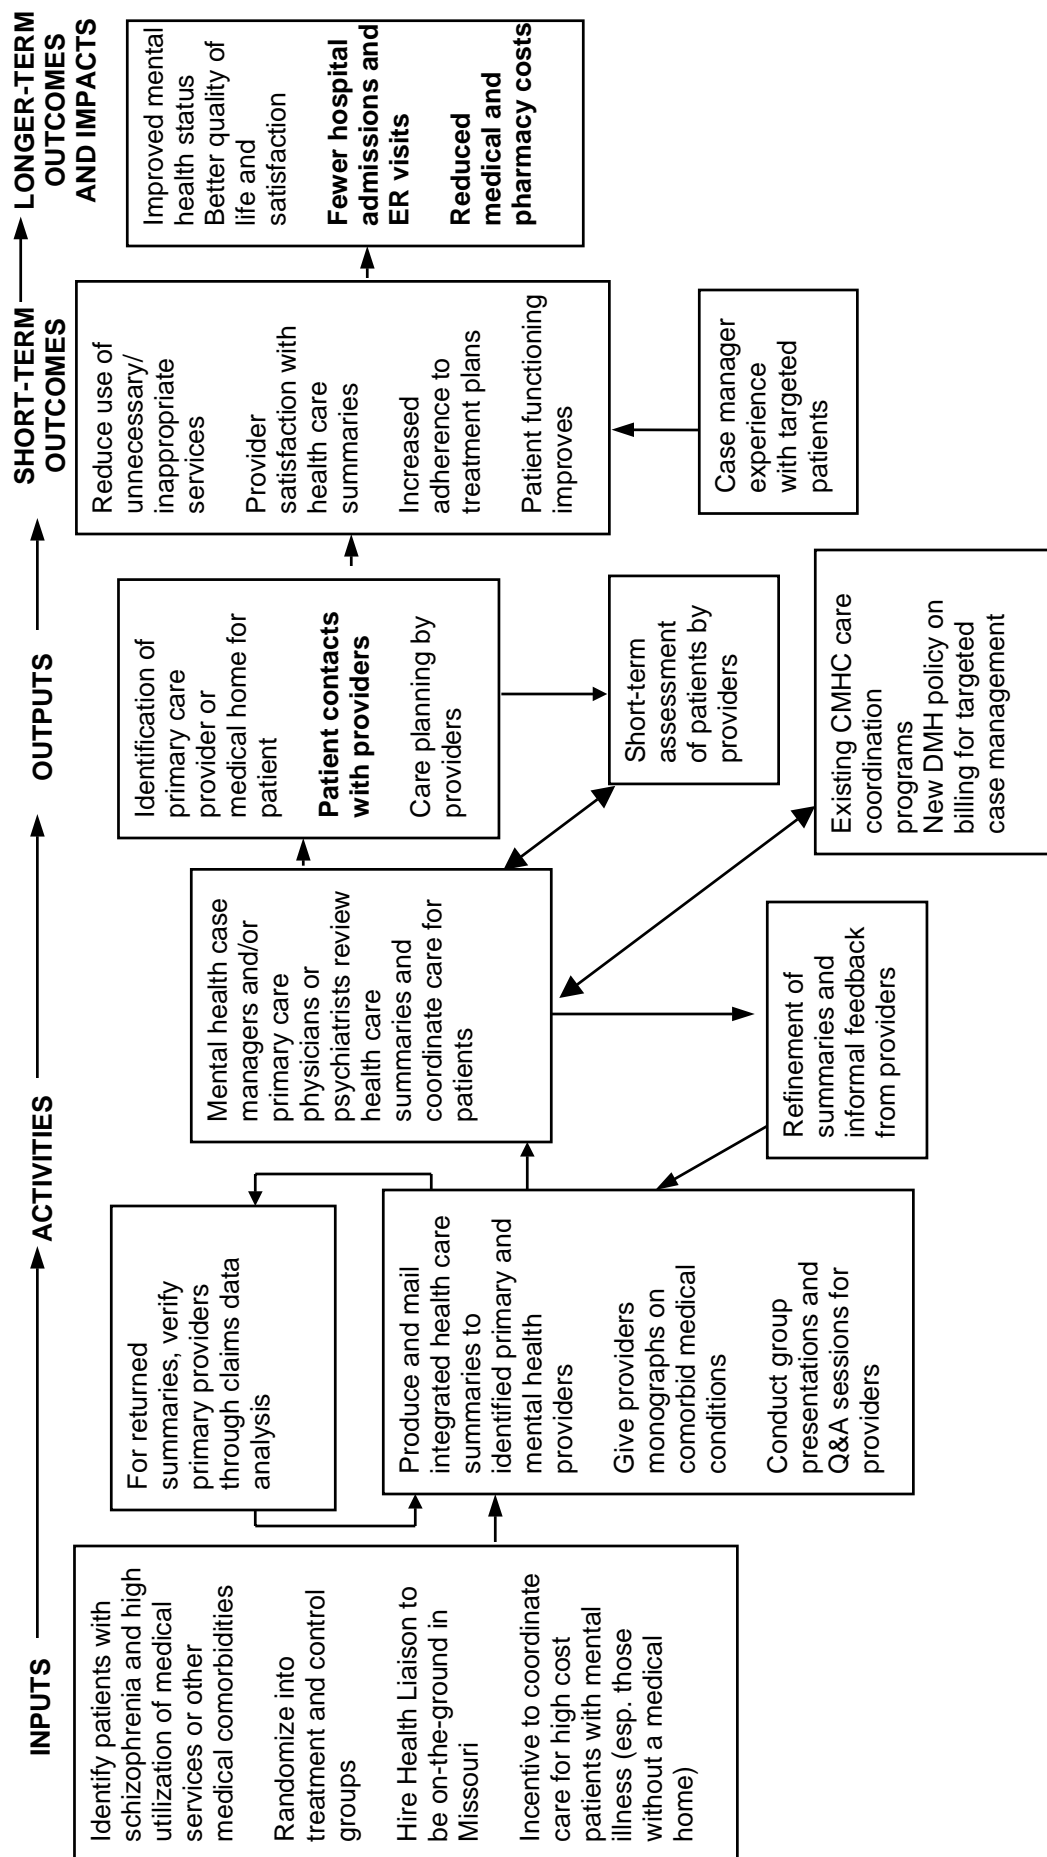 INPUTS
ACTIVITIES
OUTPUTS
SHORT-TERM
OUTCOMES
LONGER-TERM
OUTCOMES
AND IMPACTS
Identify patients with
schizophrenia and high
utilization of medical
services or other
medical comorbidities
Randomize into
treatment and control
groups
Hire Health Liaison to
be on-the-ground in
Missouri
Incentive to coordinate
care for high cost
patients with mental
illness (esp. those
without a medical
home)
For returned
summaries, verify
primary providers
through claims data
analysis
Produce and mail
integrated health care
summaries to
identified primary and
mental health
providers
Give providers
monographs on
comorbid medical
conditions
Conduct group
presentations and
Q&A sessions for
providers
Mental health case
managers and/or
primary care
physicians or
psychiatrists review
health care
summaries and
coordinate care for
patients
Refinement of
summaries and
informal feedback
from providers
Identification of
primary care
provider or
medical home for
patient
Patient contacts
with providers
Care planning by
providers
Short-term
assessment
of patients by
providers
Existing CMHC care
coordination
programs
New DMH policy on
billing for targeted
case management
Reduce use of
unnecessary/
inappropriate
services
Provider
satisfaction with
health care
summaries
Increased
adherence to
treatment plans
Patient functioning
improves
Case manager
experience
with targeted
patients
Improved mental
health status
Better quality of
life and
satisfaction
Fewer hospital
admissions and
ER visits
Reduced
medical and
pharmacy costs